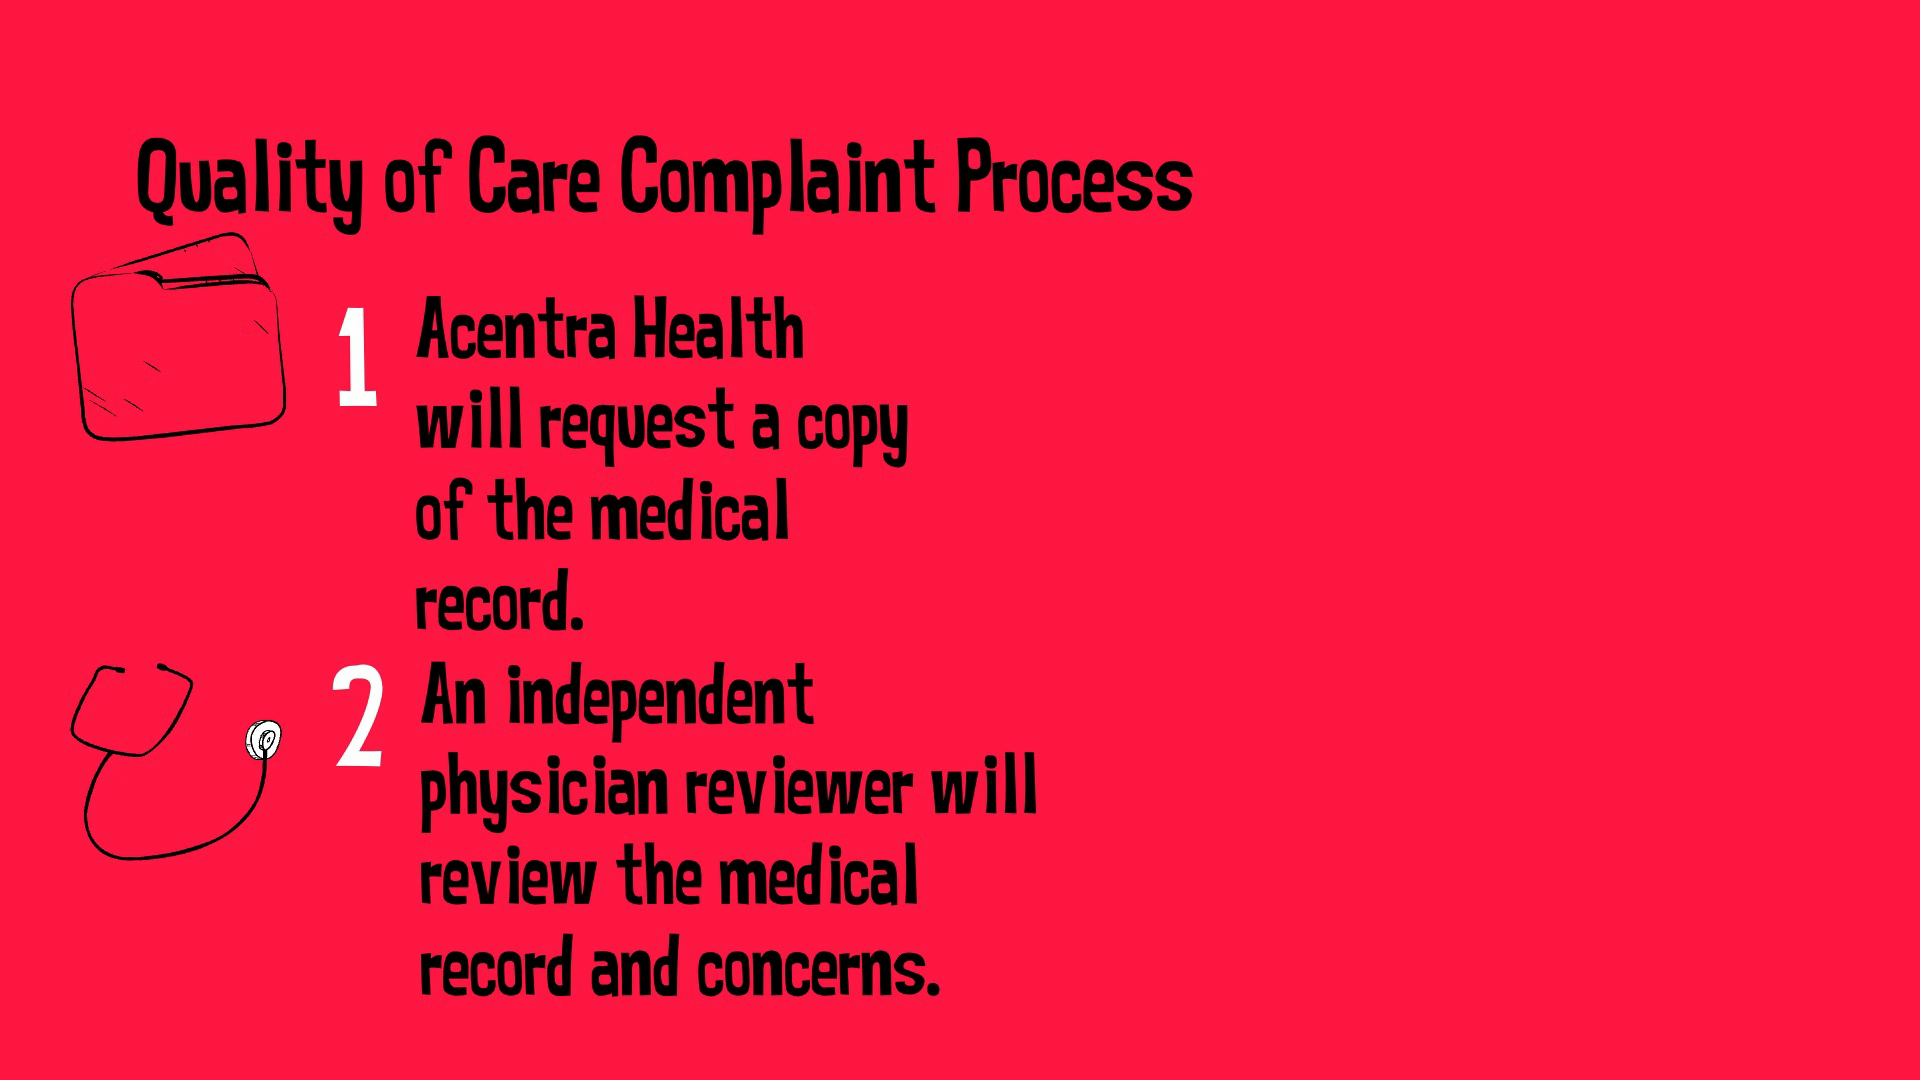 Quality of Care Complaint Process
1 Acentra Health
will request a copy
of the medical
record.
2 An independent
physician reviewer will
review the medical
record and concerns.